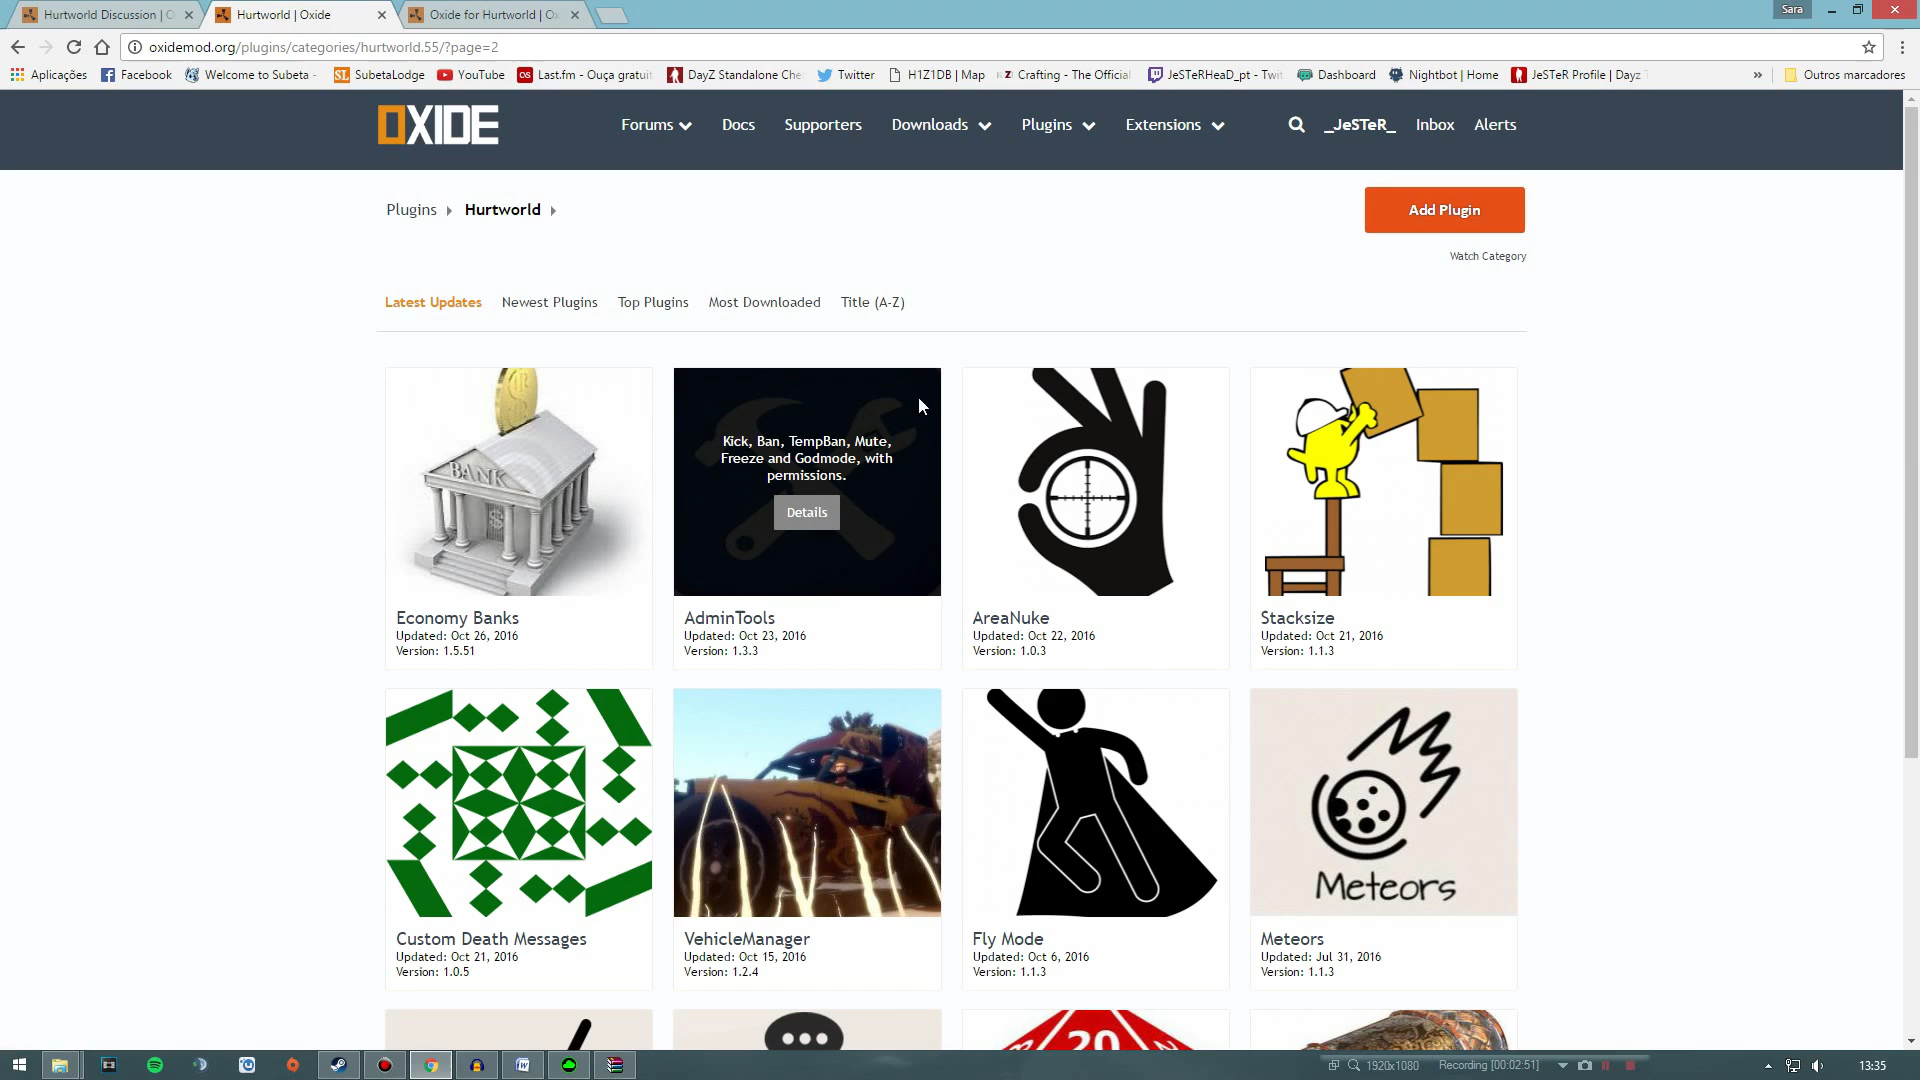 Hurtworld Discussion | O
Hurtworld | Oxide
Oxide for Hurtworld | Ox
Sara
oxidemod.org/plugins/categories/hurtworld.55/?page=2
Aplicações
Facebook
Welcome to Subeta -
SL SubetaLodge
YouTube
Last.fm - Ouça gratuit
DayZ Standalone Che
Twitter
H1Z1DB | Map
Crafting - The Official
JeSTeRHeaD_pt - Twit
Dashboard
Nightbot | Home
JeSTeR Profile | Dayz
»
Outros marcadores
OXIDE
Forums
Docs
Supporters
Downloads
Plugins
Extensions
_JeSTeR_
Inbox
Alerts
Plugins
Hurtworld
Add Plugin
Watch Category
Latest Updates
Newest Plugins
Top Plugins
Most Downloaded
Title (A-Z)
BANK
Kick, Ban, TempBan, Mute,
Freeze and Godmode, with
permissions.
Details
Economy Banks
Updated: Oct 26, 2016
Version: 1.5.51
AdminTools
Updated: Oct 23, 2016
Version: 1.3.3
AreaNuke
Updated: Oct 22, 2016
Version: 1.0.3
Stacksize
Updated: Oct 21, 2016
Version: 1.1.3
Meteors
Custom Death Messages
Updated: Oct 21, 2016
Version: 1.0.5
VehicleManager
Updated: Oct 15, 2016
Version: 1.2.4
Fly Mode
Updated: Oct 6, 2016
Version: 1.1.3
Meteors
Updated: Jul 31, 2016
Version: 1.1.3
20
1920x1080
Recording [00:02:51]
13:35